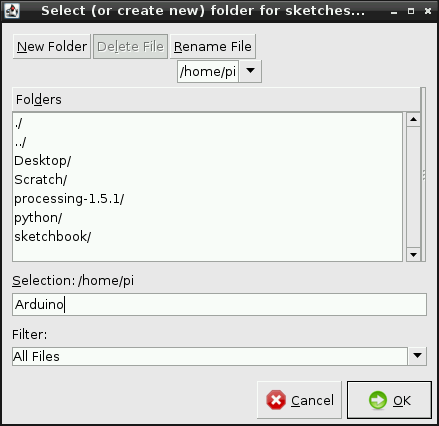 Select (or create new) folder for sketches...
New Folder Delete File Rename File
/home/pi
Folders
./
../
Desktop/
Scratch/
processing-1.5.1/
python/
sketchbook/
Selection: /home/pi
Arduino
Filter:
All Files
Cancel OK